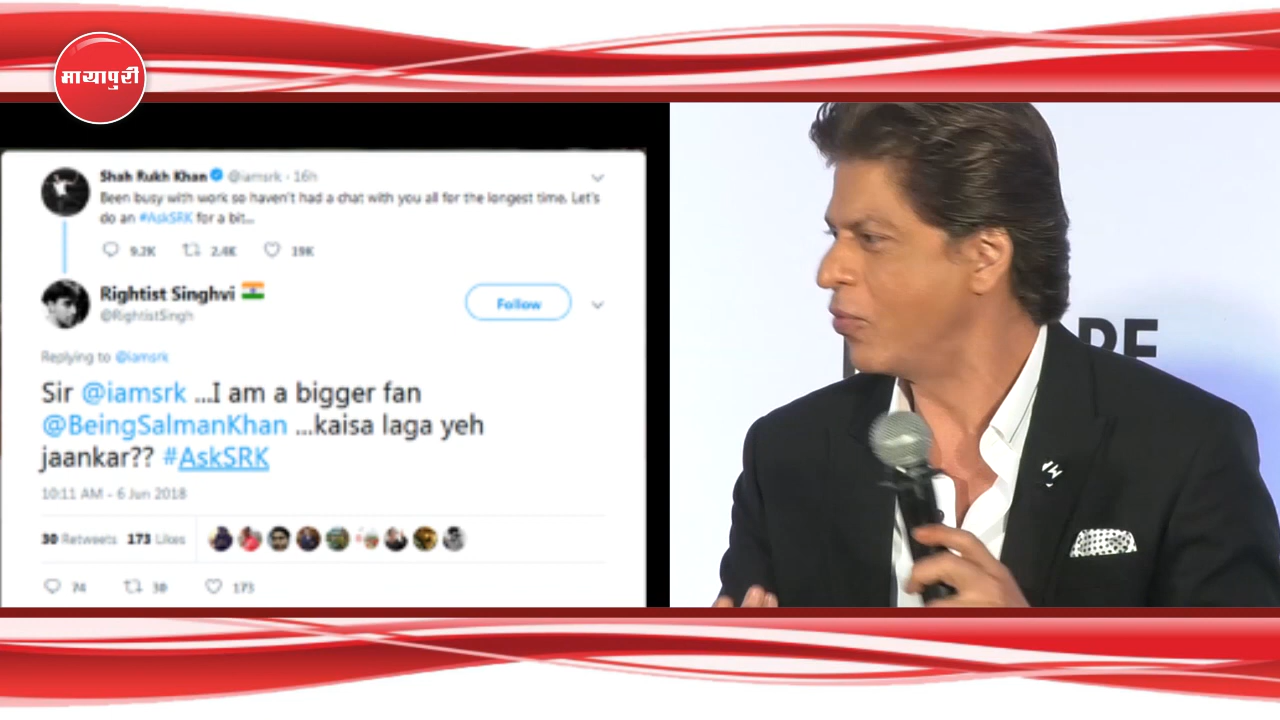 मायापुरी
Shah Rukh Khan @iamsrk · 16h
Been busy with work so haven't had a chat with you all for the longest time. Let's
do an #AskSRK for a bit...
9.2K 2.4K 19K
Rightist Singhvi
@RightistSingh
Follow
Replying to @iamsrk
Sir @iamsrk ...I am a bigger fan
@BeingSalmanKhan ...kaisa laga yeh
jaankar?? #AskSRK
10:11 AM - 6 Jun 2018
30 Retweets 173 Likes
74 30 173